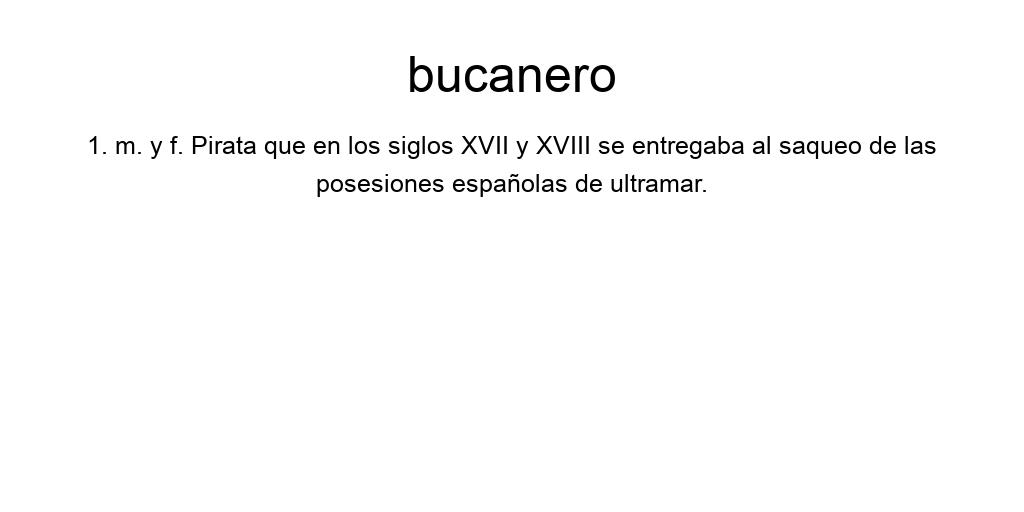 bucanero
1. m. y f. Pirata que en los siglos XVII y XVIII se entregaba al saqueo de las
posesiones españolas de ultramar.